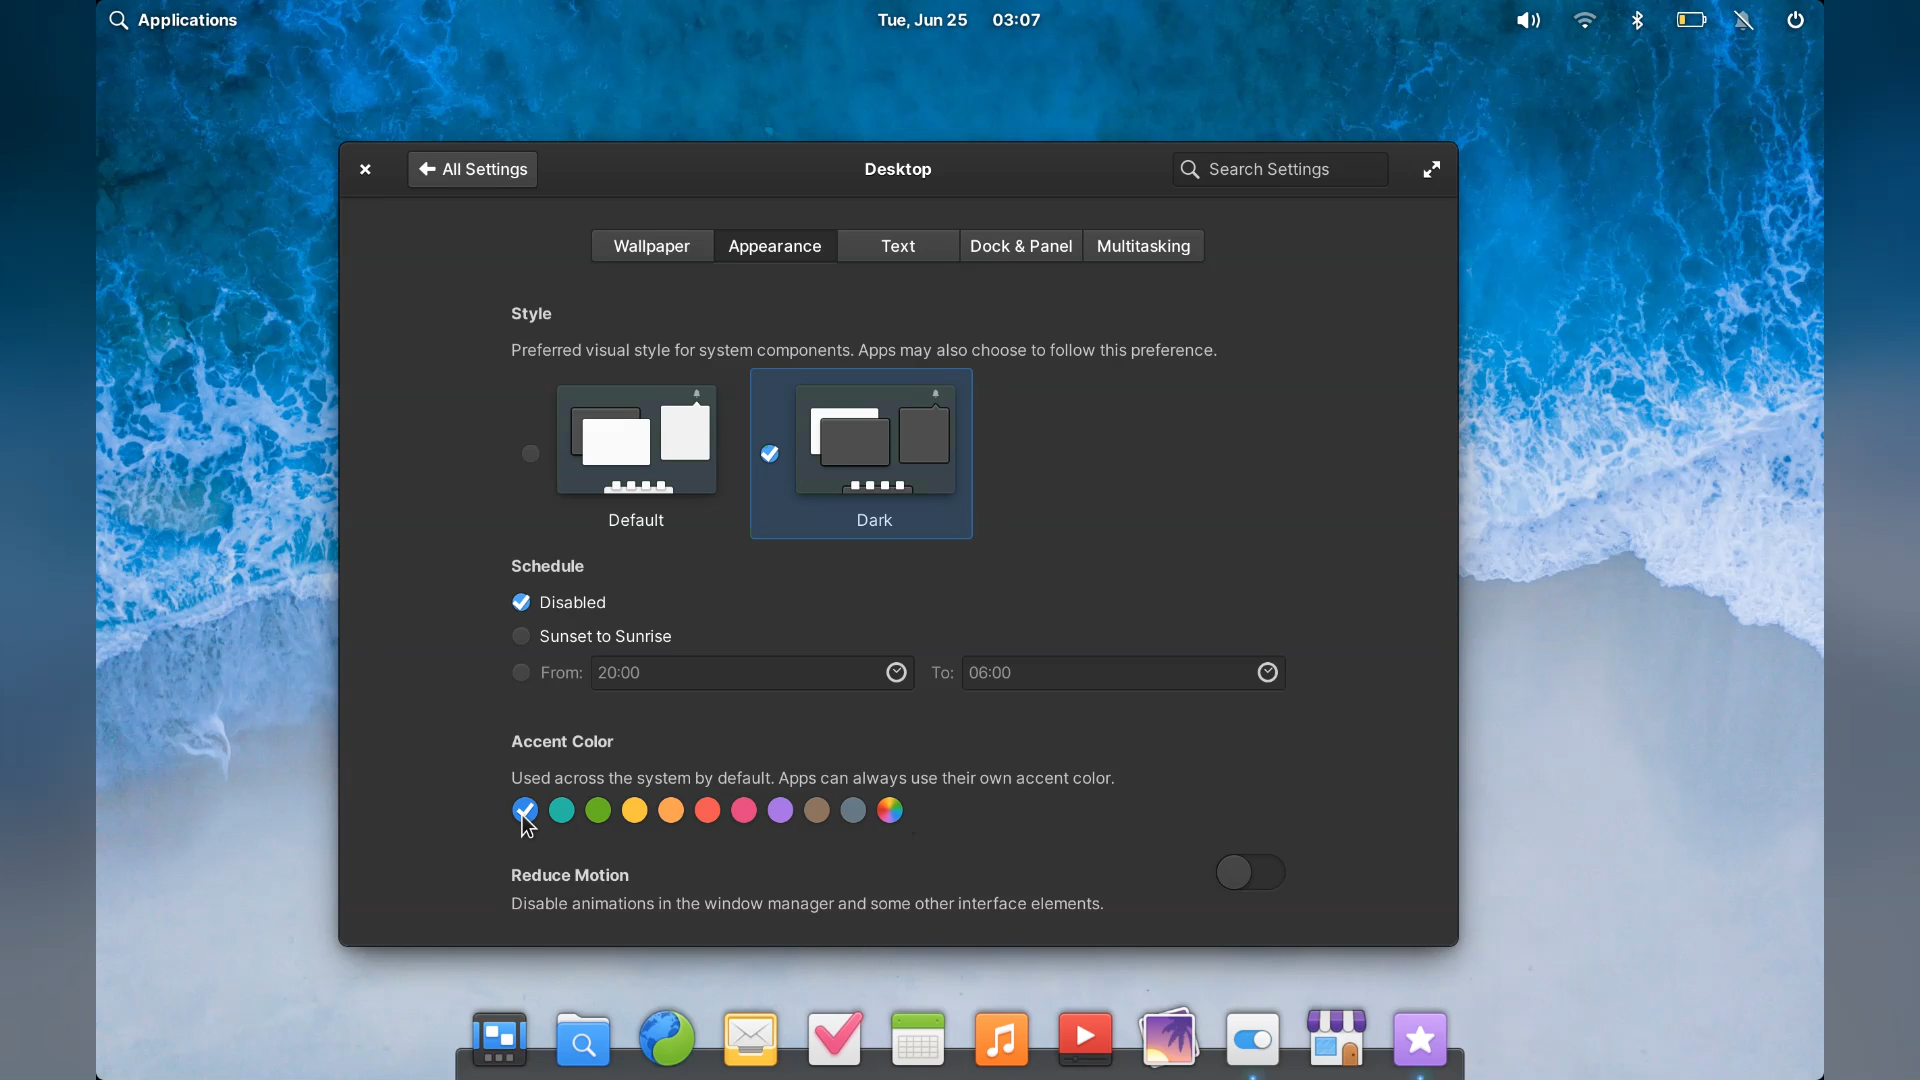 Applications
Tue, Jun 25 03:07
All Settings
Desktop
Search Settings
Wallpaper
Appearance
Text
Dock & Panel
Multitasking
Style
Preferred visual style for system components. Apps may also choose to follow this preference.
Default
Dark
Schedule
Disabled
Sunset to Sunrise
From: 20:00 To: 06:00
Accent Color
Used across the system by default. Apps can always use their own accent color.
Reduce Motion
Disable animations in the window manager and some other interface elements.